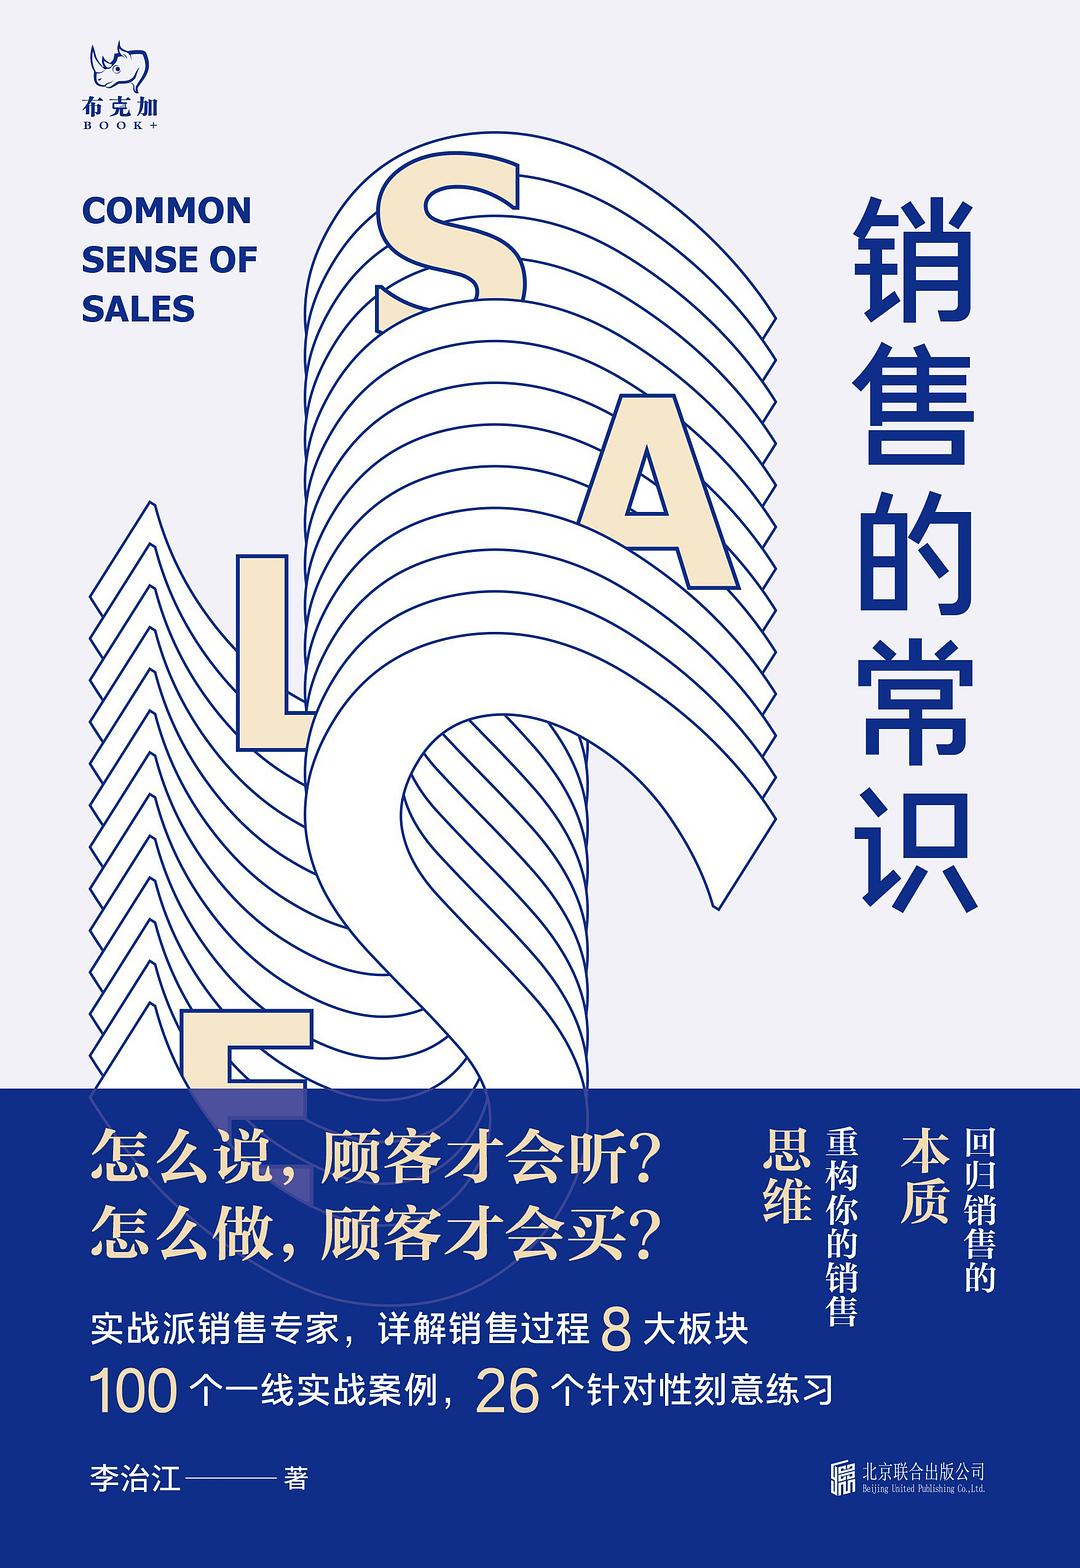 布克加
BOOK+
COMMON
SENSE OF
SALES
销售的常识
S
A
L
E
怎么说，顾客才会听？
怎么做，顾客才会买？
回归销售的
本质
重构你的销售
思维
实战派销售专家，详解销售过程 8 大板块
100 个一线实战案例，26 个针对性刻意练习
李治江——著
北京联合出版公司
Beijing United Publishing Co.,Ltd.